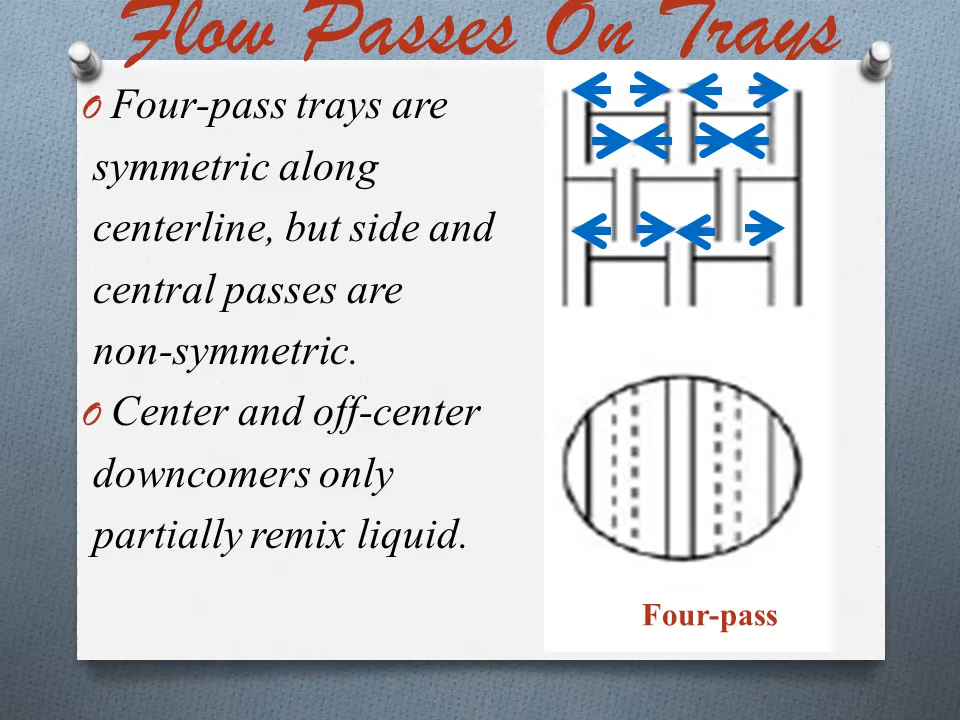 Flow Passes On Trays
O Four-pass trays are
symmetric along
centerline, but side and
central passes are
non-symmetric.
O Center and off-center
downcomers only
partially remix liquid.
Four-pass